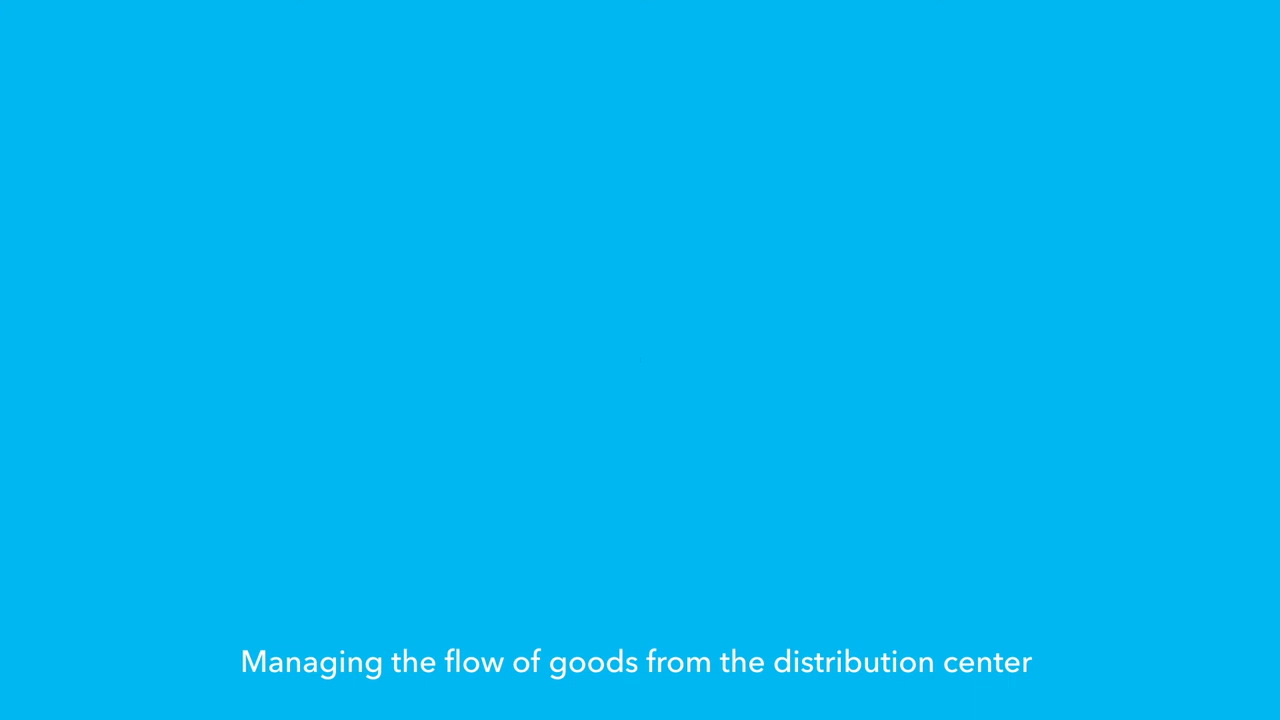 Managing the flow of goods from the distribution center